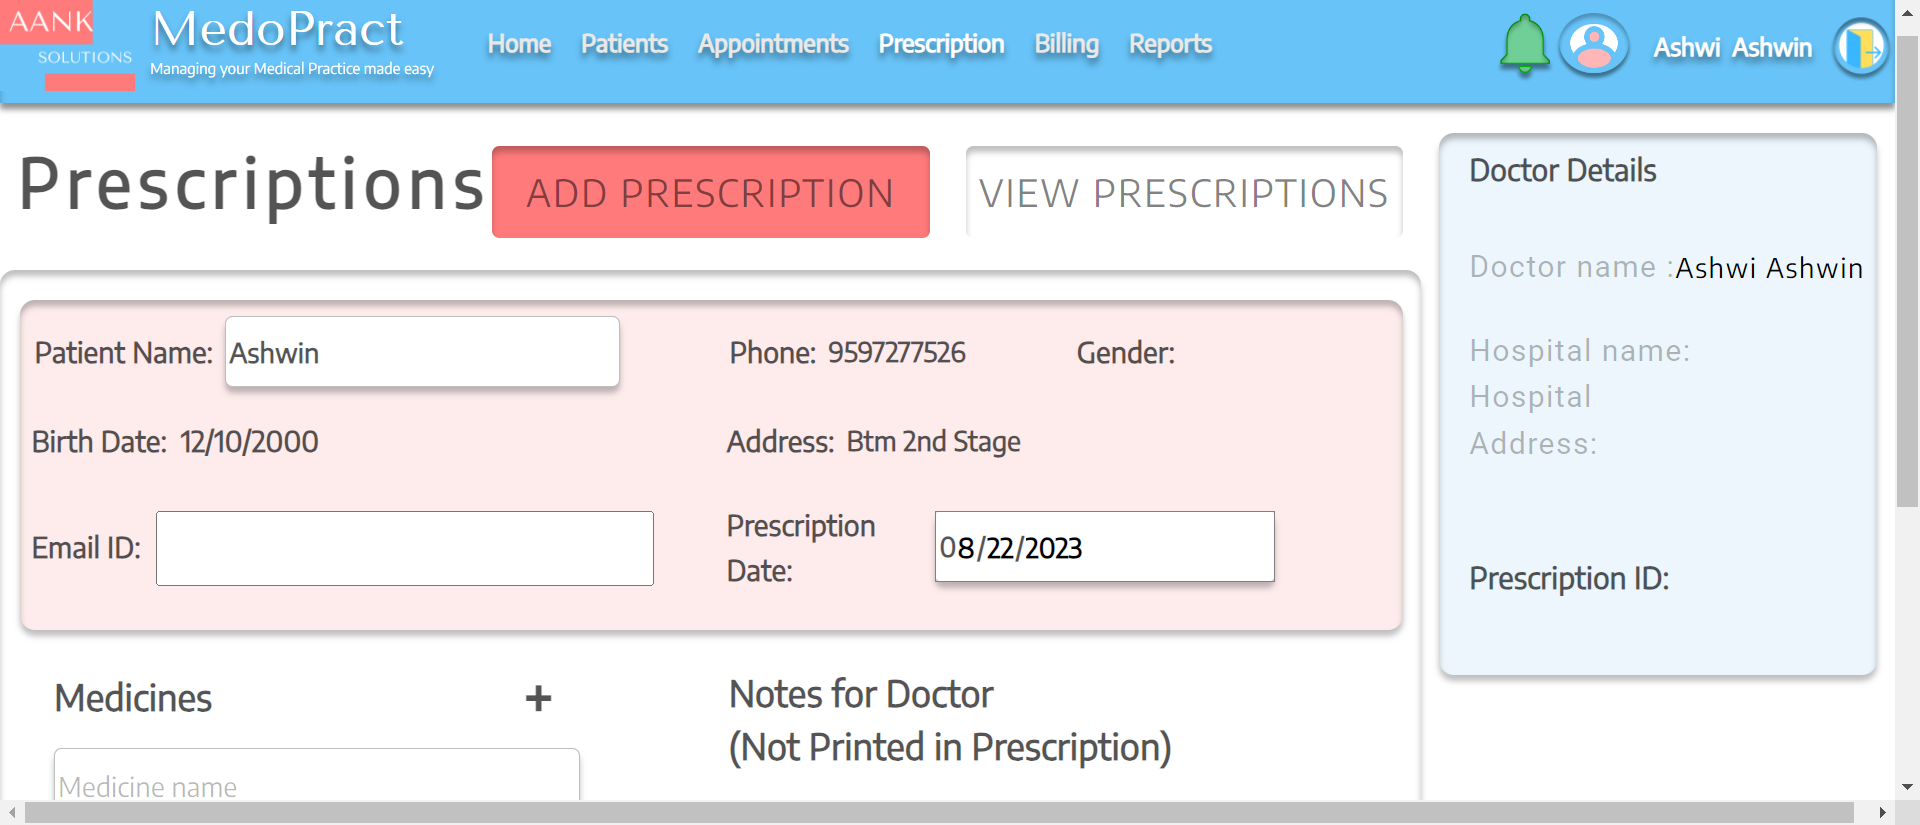 AANK
SOLUTIONS
MedoPract
Managing your Medical Practice made easy
Home Patients Appointments Prescription Billing Reports
Ashwi Ashwin
Prescriptions
ADD PRESCRIPTION
VIEW PRESCRIPTIONS
Patient Name: Ashwin
Phone: 9597277526
Gender:
Birth Date: 12/10/2000
Address: Btm 2nd Stage
Email ID:
Prescription
Date:
08/22/2023
Medicines +
Medicine name
Notes for Doctor
(Not Printed in Prescription)
Doctor Details
Doctor name :Ashwi Ashwin
Hospital name:
Hospital
Address:
Prescription ID: